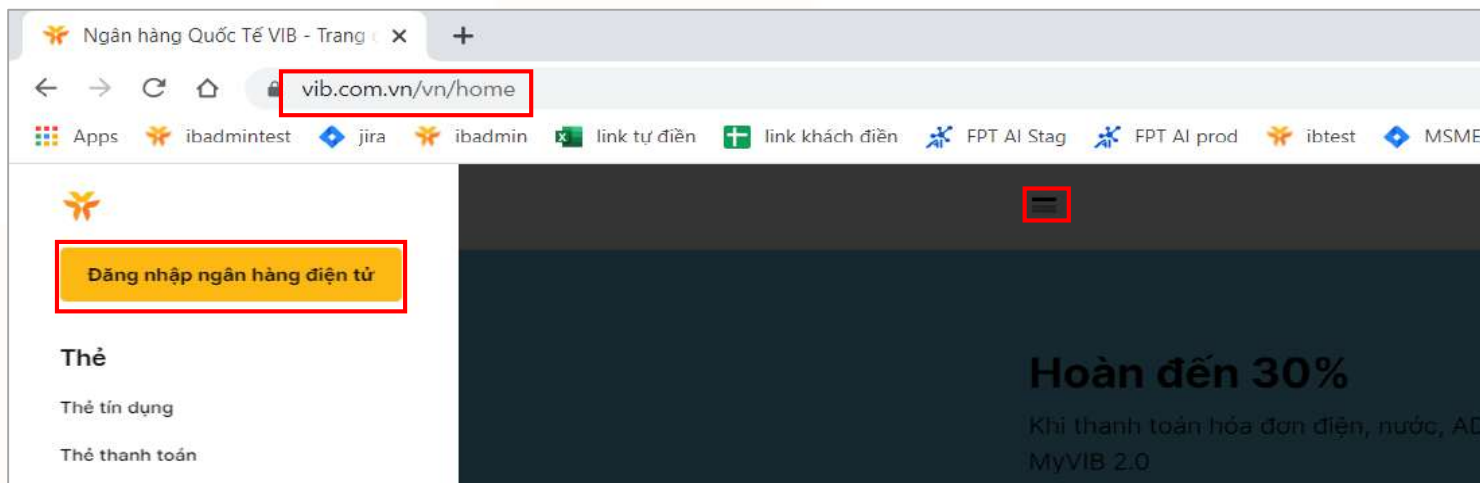 Ngân hàng Quốc Tế VIB - Trang
vib.com.vn/vn/home
Apps ibadmintest jira ibadmin link tự điền link khách điền FPT AI Stag FPT AI prod ibtest MSME
Đăng nhập ngân hàng điện tử
Thẻ
Thẻ tín dụng
Thẻ thanh toán
Hoàn đến 30%
Khi thanh toán hóa đơn điện, nước, AD
MyVIB 2.0